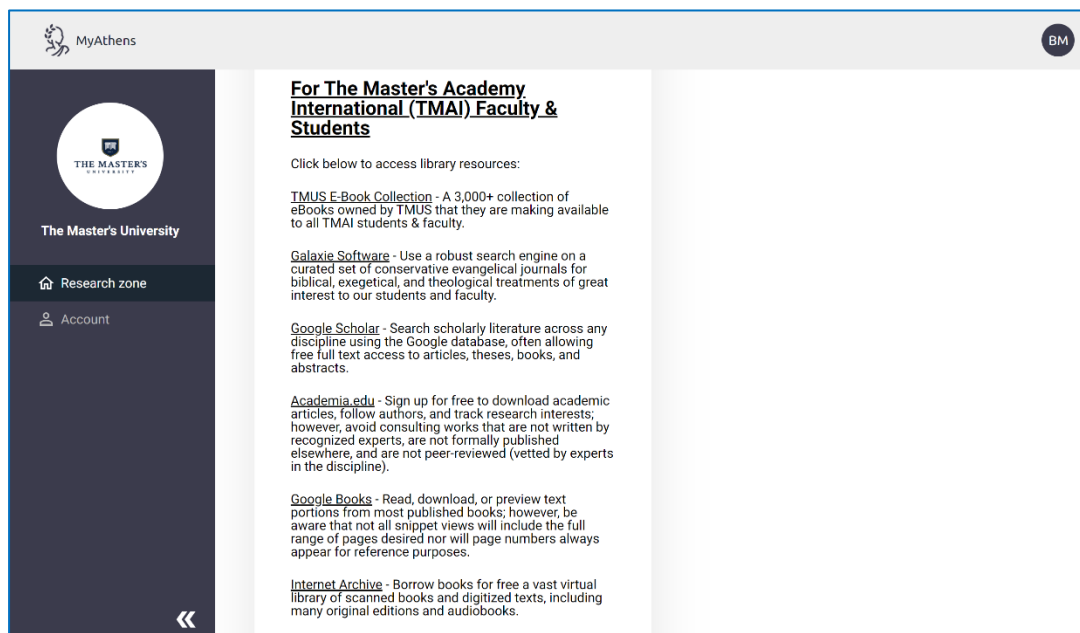 MyAthens
BM
THE MASTER'S
UNIVERSITY
The Master's University
Research zone
Account
For The Master's Academy
International (TMAI) Faculty &
Students
Click below to access library resources:
TMUS E-Book Collection - A 3,000+ collection of
eBooks owned by TMUS that they are making available
to all TMAI students & faculty.
Galaxie Software - Use a robust search engine on a
curated set of conservative evangelical journals for
biblical, exegetical, and theological treatments of great
interest to our students and faculty.
Google Scholar - Search scholarly literature across any
discipline using the Google database, often allowing
free full text access to articles, theses, books, and
abstracts.
Academia.edu - Sign up for free to download academic
articles, follow authors, and track research interests;
however, avoid consulting works that are not written by
recognized experts, are not formally published
elsewhere, and are not peer-reviewed (vetted by experts
in the discipline).
Google Books - Read, download, or preview text
portions from most published books; however, be
aware that not all snippet views will include the full
range of pages desired nor will page numbers always
appear for reference purposes.
Internet Archive - Borrow books for free a vast virtual
library of scanned books and digitized texts, including
many original editions and audiobooks.